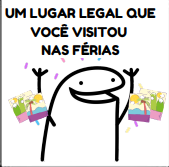 UM LUGAR LEGAL QUE
VOCÊ VISITOU
NAS FÉRIAS